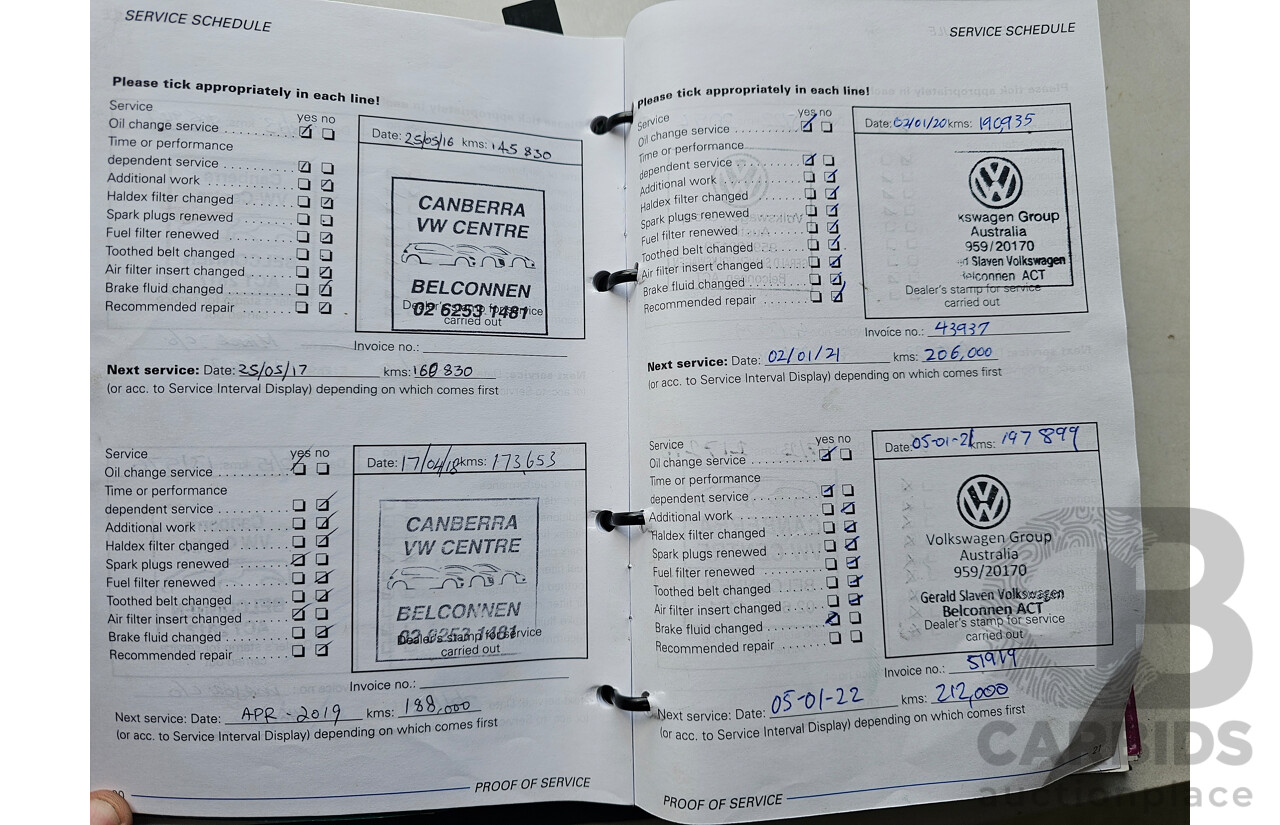 SERVICE SCHEDULE
Please tick appropriately in each line!
Service
yes no
Oil change service
Time or performance
dependent service
Additional work
Haldex filter changed
Spark plugs renewed
Fuel filter renewed
Toothed belt changed
Air filter insert changed
Brake fluid changed
Recommended repair
Date: 25/05/16 kms: 145 830
CANBERRA
VW CENTRE
BELCONNEN
02 6253 1481
Dealer's stamp for service
carried out
Invoice no.:
Next service: Date: 25/05/17 kms: 160 830
(or acc. to Service Interval Display) depending on which comes first
Service
yes no
Oil change service
Time or performance
dependent service
Additional work
Haldex filter changed
Spark plugs renewed
Fuel filter renewed
Toothed belt changed
Air filter insert changed
Brake fluid changed
Recommended repair
Date: 17/04/18 kms: 173,653
CANBERRA
VW CENTRE
BELCONNEN
02 6253 1481
Dealer's stamp for service
carried out
Invoice no.:
Next service: Date: APR - 2019 kms: 188,000
(or acc. to Service Interval Display) depending on which comes first
20
PROOF OF SERVICE
SERVICE SCHEDULE
Please tick appropriately in each line!
Service
yes no
Oil change service
Time or performance
dependent service
Additional work
Haldex filter changed
Spark plugs renewed
Fuel filter renewed
Toothed belt changed
Air filter insert changed
Brake fluid changed
Recommended repair
Date: 02/01/20 kms: 190,935
kswagen Group
Australia
959/20170
d Slaven Volkswagen
elconnen ACT
Dealer's stamp for service
carried out
Invoice no.: 43937
Next service: Date: 02/01/21 kms: 206,000
(or acc. to Service Interval Display) depending on which comes first
Service
yes no
Oil change service
Time or performance
dependent service
Additional work
Haldex filter changed
Spark plugs renewed
Fuel filter renewed
Toothed belt changed
Air filter insert changed
Brake fluid changed
Recommended repair
Date: 05-01-21 kms: 197 899
Volkswagen Group
Australia
959/20170
Gerald Slaven Volkswagen
Belconnen ACT
Dealer's stamp for service
carried out
Invoice no.: 51919
Next service: Date: 05-01-22 kms: 212,000
(or acc. to Service Interval Display) depending on which comes first
21
PROOF OF SERVICE
CARBIDS
auctionplace